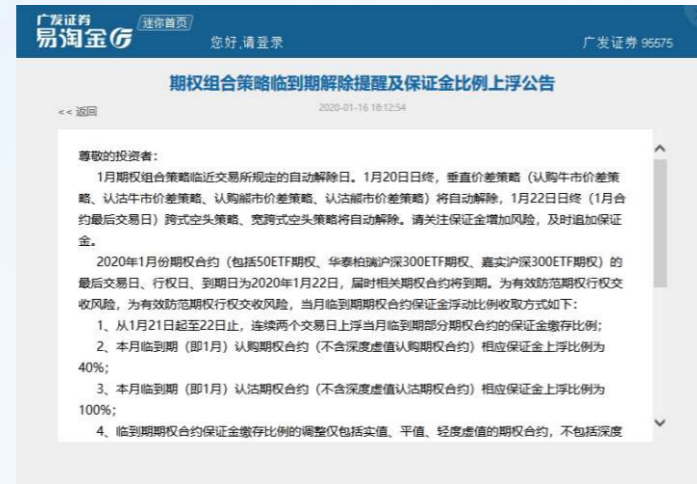 广发证券
易淘金
迷你首页
您好,请登录
广发证券 95575
期权组合策略临到期解除提醒及保证金比例上浮公告
<< 返回
2020-01-16 18:12:54
尊敬的投资者：
1月期权组合策略临近交易所规定的自动解除日。1月20日日终，垂直价差策略（认购牛市价差策
略、认沽牛市价差策略、认购熊市价差策略、认沽熊市价差策略）将自动解除，1月22日日终（1月合
约最后交易日）跨式空头策略、宽跨式空头策略将自动解除。请关注保证金增加风险，及时追加保证
金。
2020年1月份期权合约（包括50ETF期权、华泰柏瑞沪深300ETF期权、嘉实沪深300ETF期权）的
最后交易日、行权日、到期日为2020年1月22日，届时相关期权合约将到期。为有效防范期权行权交
收风险，为有效防范期权行权交收风险，当月临到期期权合约保证金浮动比例收取方式如下：
1、从1月21日起至22日止，连续两个交易日上浮当月临到期部分期权合约的保证金缴存比例；
2、本月临到期（即1月）认购期权合约（不含深度虚值认购期权合约）相应保证金上浮比例为
40%;
3、本月临到期（即1月）认沽期权合约（不含深度虚值认沽期权合约）相应保证金上浮比例为
100%;
4、临到期期权合约保证金缴存比例的调整仅包括实值、平值、轻度虚值的期权合约，不包括深度